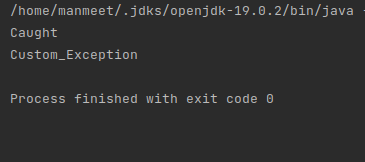 /home/manmeet/.jdks/openjdk-19.0.2/bin/java
Caught
Custom_Exception
Process finished with exit code 0